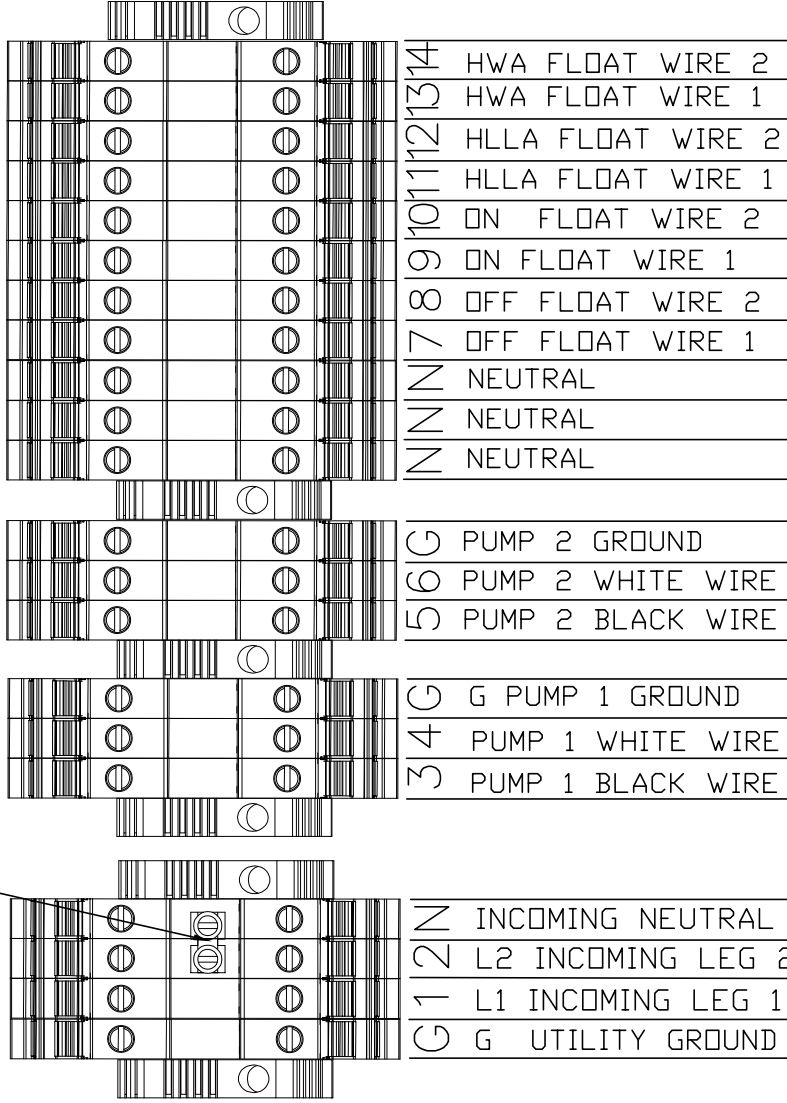 14 HWA FLOAT WIRE 2
13 HWA FLOAT WIRE 1
12 HLLA FLOAT WIRE 2
11 HLLA FLOAT WIRE 1
10 ON FLOAT WIRE 2
9 ON FLOAT WIRE 1
8 OFF FLOAT WIRE 2
7 OFF FLOAT WIRE 1
N NEUTRAL
N NEUTRAL
N NEUTRAL
G PUMP 2 GROUND
6 PUMP 2 WHITE WIRE
5 PUMP 2 BLACK WIRE
G G PUMP 1 GROUND
4 PUMP 1 WHITE WIRE
3 PUMP 1 BLACK WIRE
N INCOMING NEUTRAL
2 L2 INCOMING LEG 2
1 L1 INCOMING LEG 1
G G UTILITY GROUND